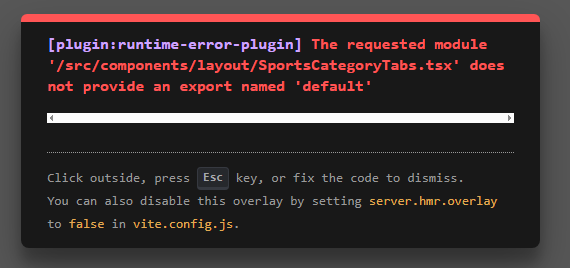 [plugin:runtime-error-plugin] The requested module
'/src/components/layout/SportsCategoryTabs.tsx' does
not provide an export named 'default'
Click outside, press Esc key, or fix the code to dismiss.
You can also disable this overlay by setting server.hmr.overlay
to false in vite.config.js.